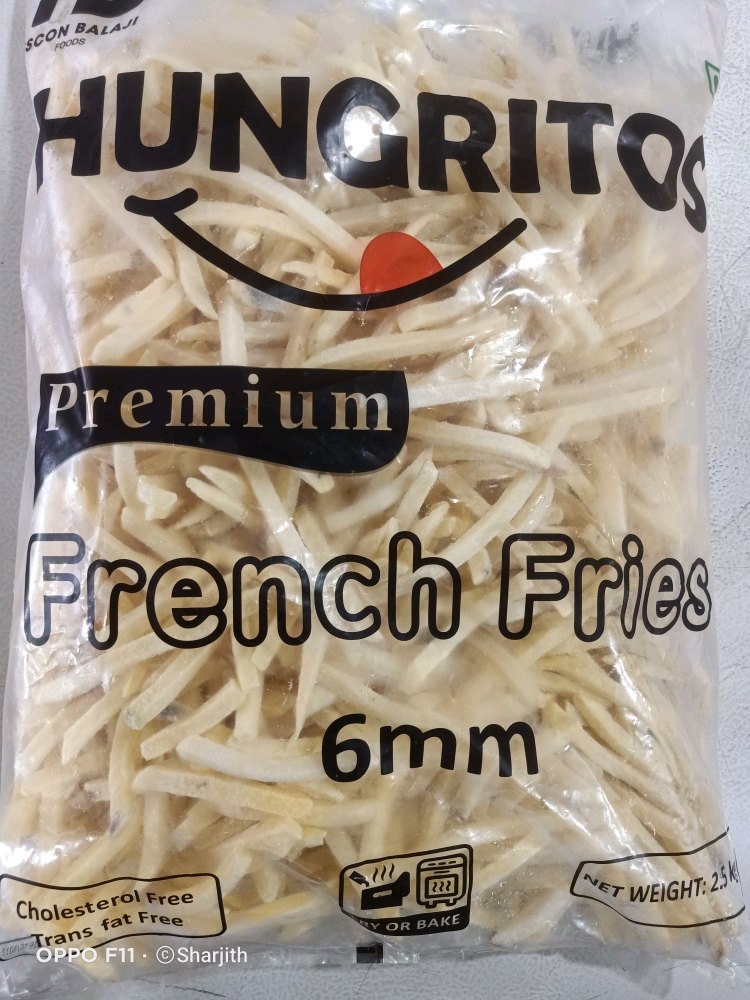 SCON BALAJI
FOODS
HUNGRITOS
Premium
French Fries
6mm
Cholesterol Free
Trans fat Free
RY OR BAKE
NET WEIGHT: 2.5 k
OPPO F11 · ©Sharjith